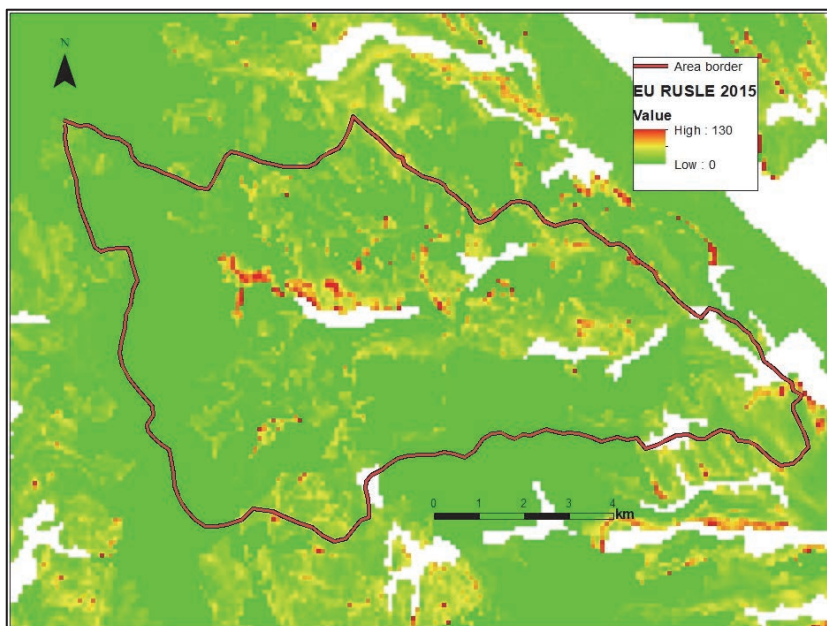 N
Area border
EU RUSLE 2015
Value
High : 130
Low : 0
0 1 2 3 4
km